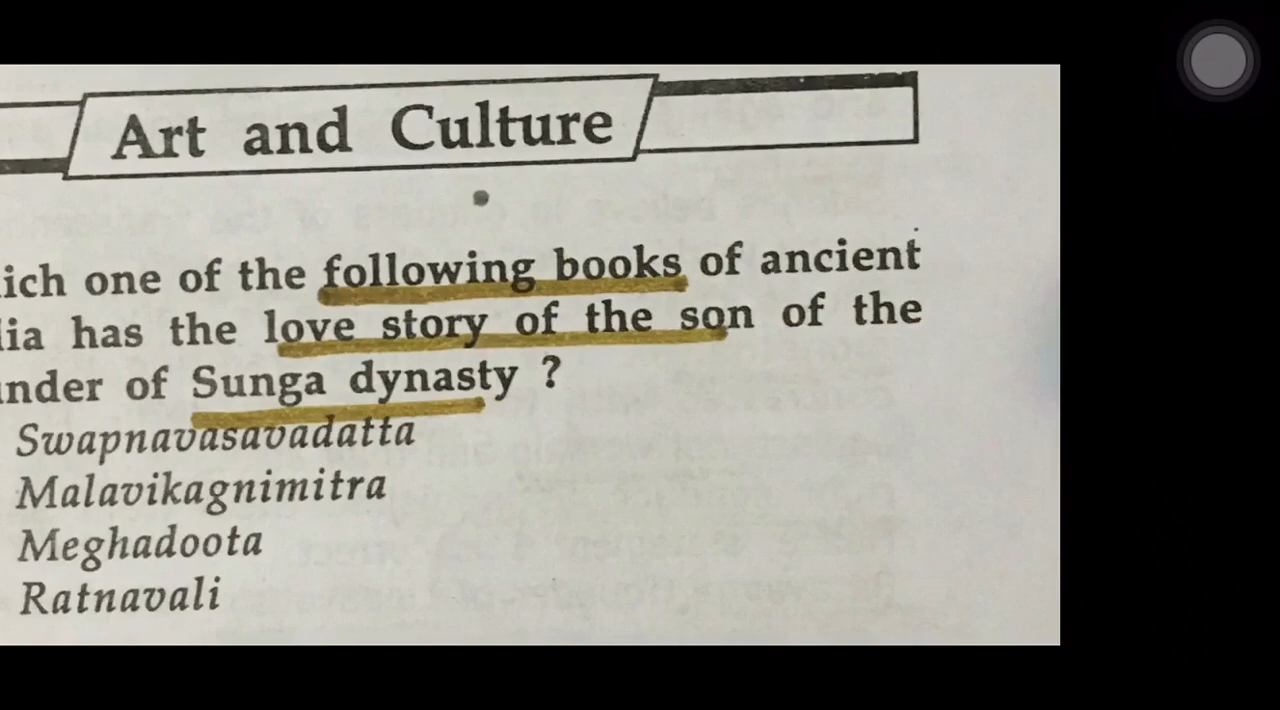 Art and Culture
ich one of the following books of ancient
lia has the love story of the son of the
nder of Sunga dynasty ?
Swapnavasavadatta
Malavikagnimitra
Meghadoota
Ratnavali